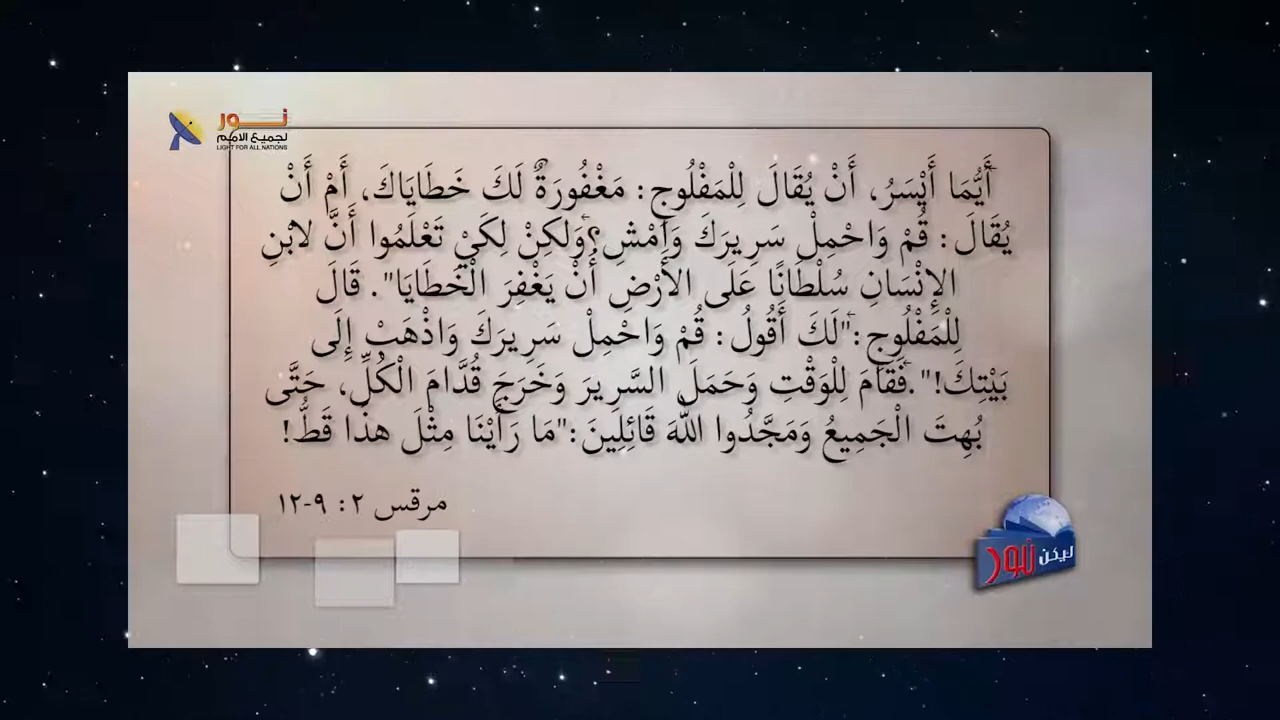 نور
لجميع الامم
LIGHT FOR ALL NATIONS
أَيُّمَا أَيْسَرُ، أَنْ يُقَالَ لِلْمَفْلُوجِ: مَغْفُورَةٌ لَكَ خَطَايَاكَ، أَمْ أَنْ
يُقَالَ: قُمْ وَاحْمِلْ سَرِيرَكَ وَامْشِ؟وَلكِنْ لِكَيْ تَعْلَمُوا أَنَّ لابْنِ
الإِنْسَانِ سُلْطَانًا عَلَى الأَرْضِ أَنْ يَغْفِرَ الْخَطَايَا". قَالَ
لِلْمَفْلُوجِ:"لَكَ أَقُولُ: قُمْ وَاحْمِلْ سَرِيرَكَ وَاذْهَبْ إِلَى
بَيْتِكَ!".فَقَامَ لِلْوَقْتِ وَحَمَلَ السَّرِيرَ وَخَرَجَ قُدَّامَ الْكُلِّ، حَتَّى
بُهِتَ الْجَمِيعُ وَمَجَّدُوا اللهَ قَائِلِينَ:"مَا رَأَيْنَا مِثْلَ هذَا قَطُّ!
مرقس ٢: ٩-١٢
ليكن نور